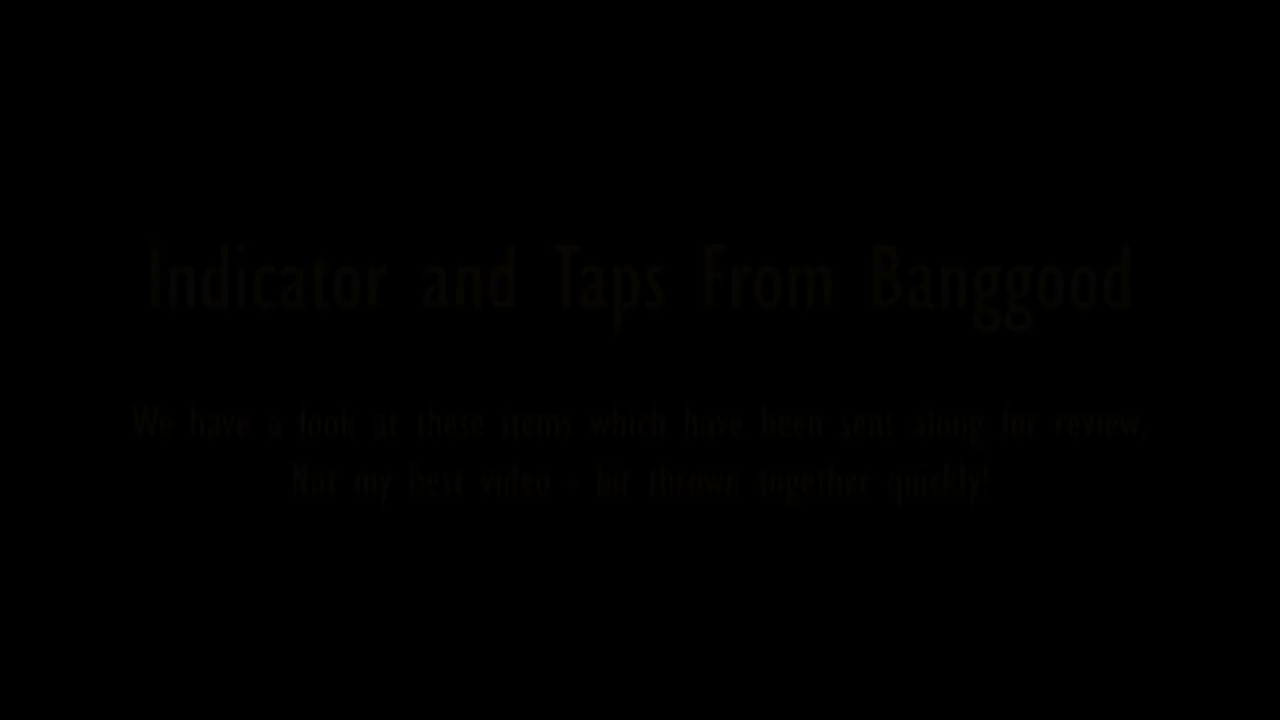 Indicator and Taps From Banggood
We have a look at these items which have been sent along for review.
Not my best video - bit thrown together quickly!